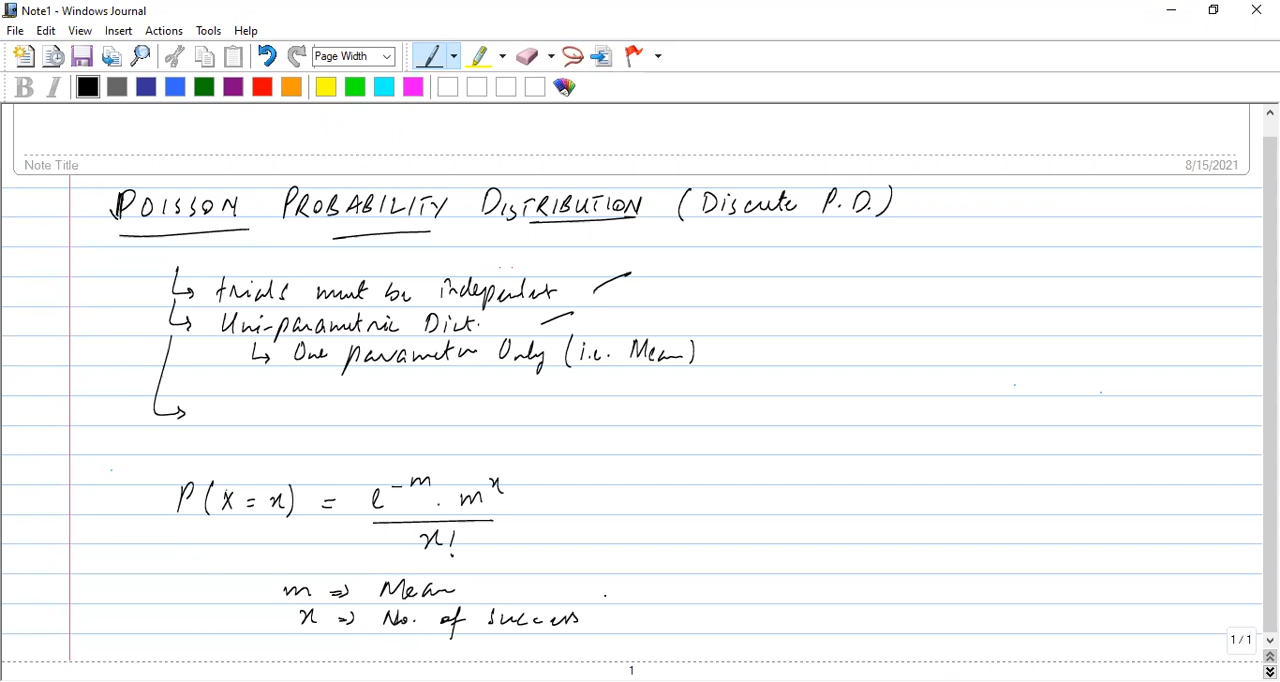 Note1 - Windows Journal
File Edit View Insert Actions Tools Help
Page Width
B I
Note Title
8/15/2021
POISSON PROBABILITY DISTRIBUTION (Discrete P.D.)
↳ trials must be independent
↳ Uni-parametric Dist.
↳ One parameter Only (i.e. Mean)
P(X = x) = e^-m . m^x
x!
m ⇒ Mean
x ⇒ No. of success
1 / 1
1